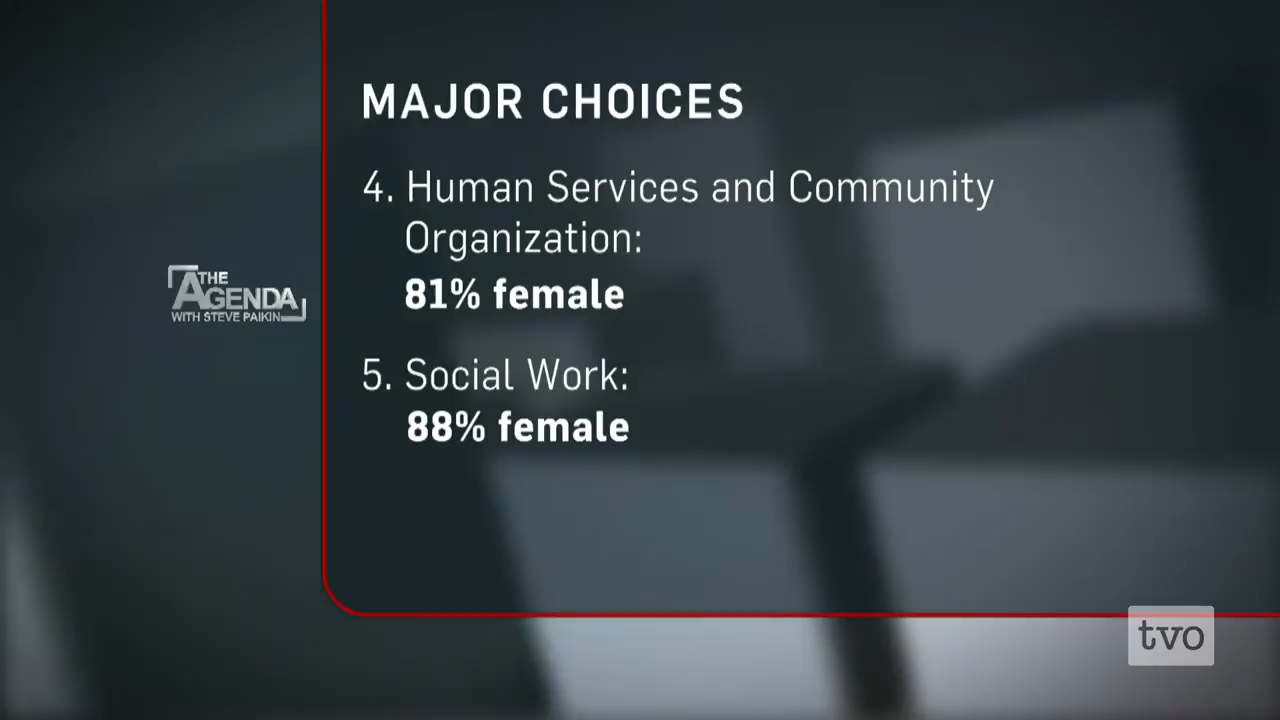 MAJOR CHOICES
4. Human Services and Community
Organization:
81% female
THE
AGENDA
WITH STEVE PAIKIN
5. Social Work:
88% female
tvo